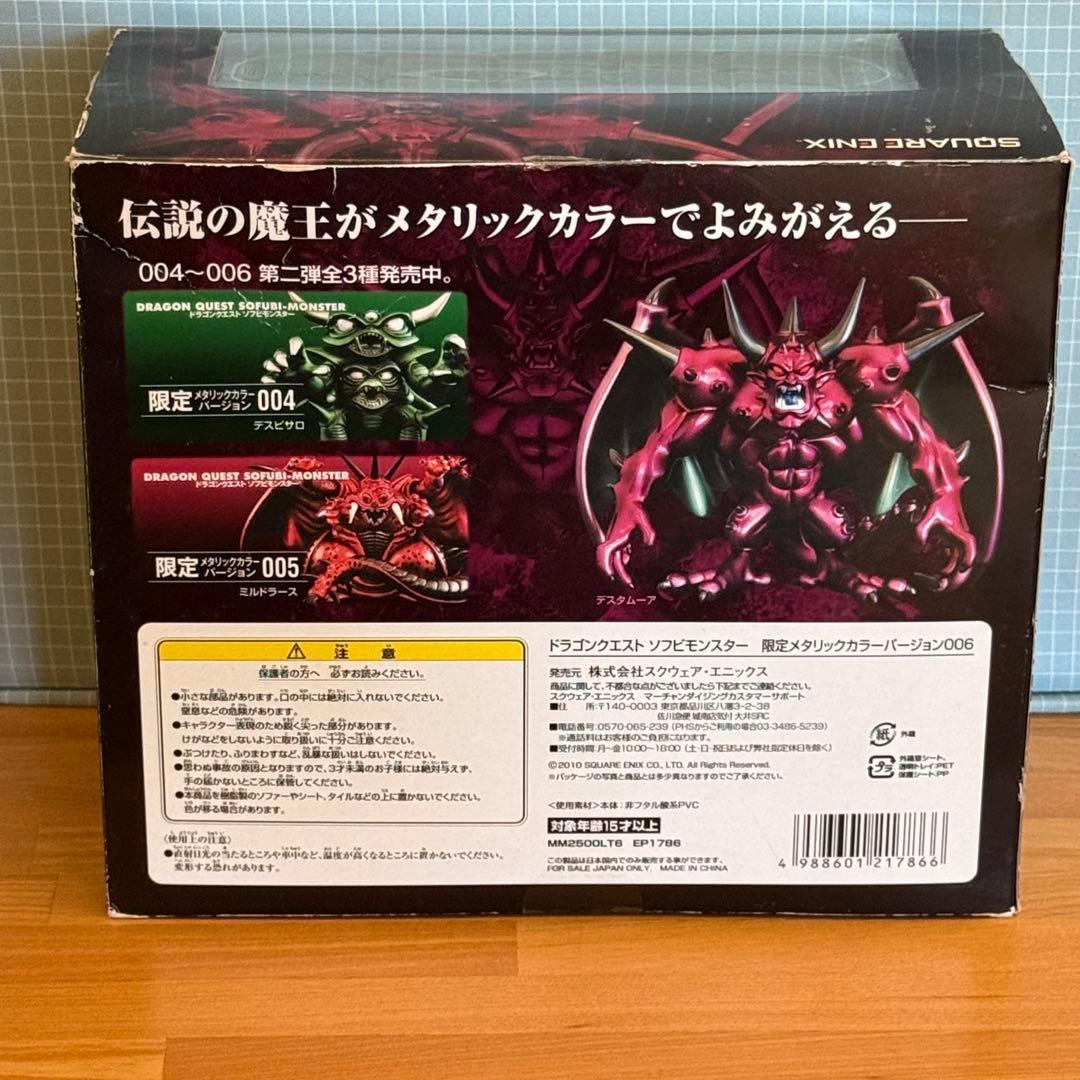 SQUARE ENIX
伝説の魔王がメタリックカラーでよみがえる――
004～006 第二弾全3種発売中。
DRAGON QUEST SOFUBI-MONSTER
ドラゴンクエスト ソフビモンスター
限定 メタリックカラーバージョン 004
デスピサロ
DRAGON QUEST SOFUBI-MONSTER
ドラゴンクエスト ソフビモンスター
限定 メタリックカラーバージョン 005
ミルドラース
デスタムーア
注意
保護者の方へ 必ずお読みください。
●小さな部品があります。口の中には絶対に入れないでください。
窒息などの危険があります。
●キャラクター表現のため鋭く尖った部分があります。
けがなどをしないように取り扱いに十分ご注意ください。
●ぶつけたり、ふりまわすなど、乱暴な扱いはしないでください。
●思わぬ事故の原因となりますので、3才未満のお子様には絶対与えず、
手の届かないところに保管してください。
●本商品を樹脂製のソファーやシート、タイルなどの上に置かないでください。
色が移る場合があります。
〈使用上の注意〉
●直射日光の当たるところや車中など、温度が高くなるところに置かないでください。
変形する恐れがあります。
ドラゴンクエスト ソフビモンスター 限定メタリックカラーバージョン006
発売元 株式会社スクウェア・エニックス
商品に関して、不都合な点がございましたら下記までご連絡ください。
スクウェア・エニックス マーチャンダイジングカスタマーサポート
■住 所:〒140-0003 東京都品川区八潮3-2-38
佐川急便 城南店気付 大井SRC
■電話番号:0570-065-239 (PHSからご利用の場合03-3486-5239)
※通話料はお客様のご負担になります。
■受付時間:月～金10:00～18:00 (土・日・祝日および弊社指定休日を除く)
©2010 SQUARE ENIX CO., LTD. All Rights Reserved.
※パッケージの写真と商品とは多少異なりますのでご了承ください。
紙 外箱
プラ 外箱窓シート、
透明トレイ:PET
保護シート:PP
<使用素材>本体:非フタル酸系PVC
対象年齢15才以上
MM2500LT6 EP1786
この製品は日本国内でのみ販売する事ができます。
FOR SALE JAPAN ONLY. MADE IN CHINA
4 988601 217866